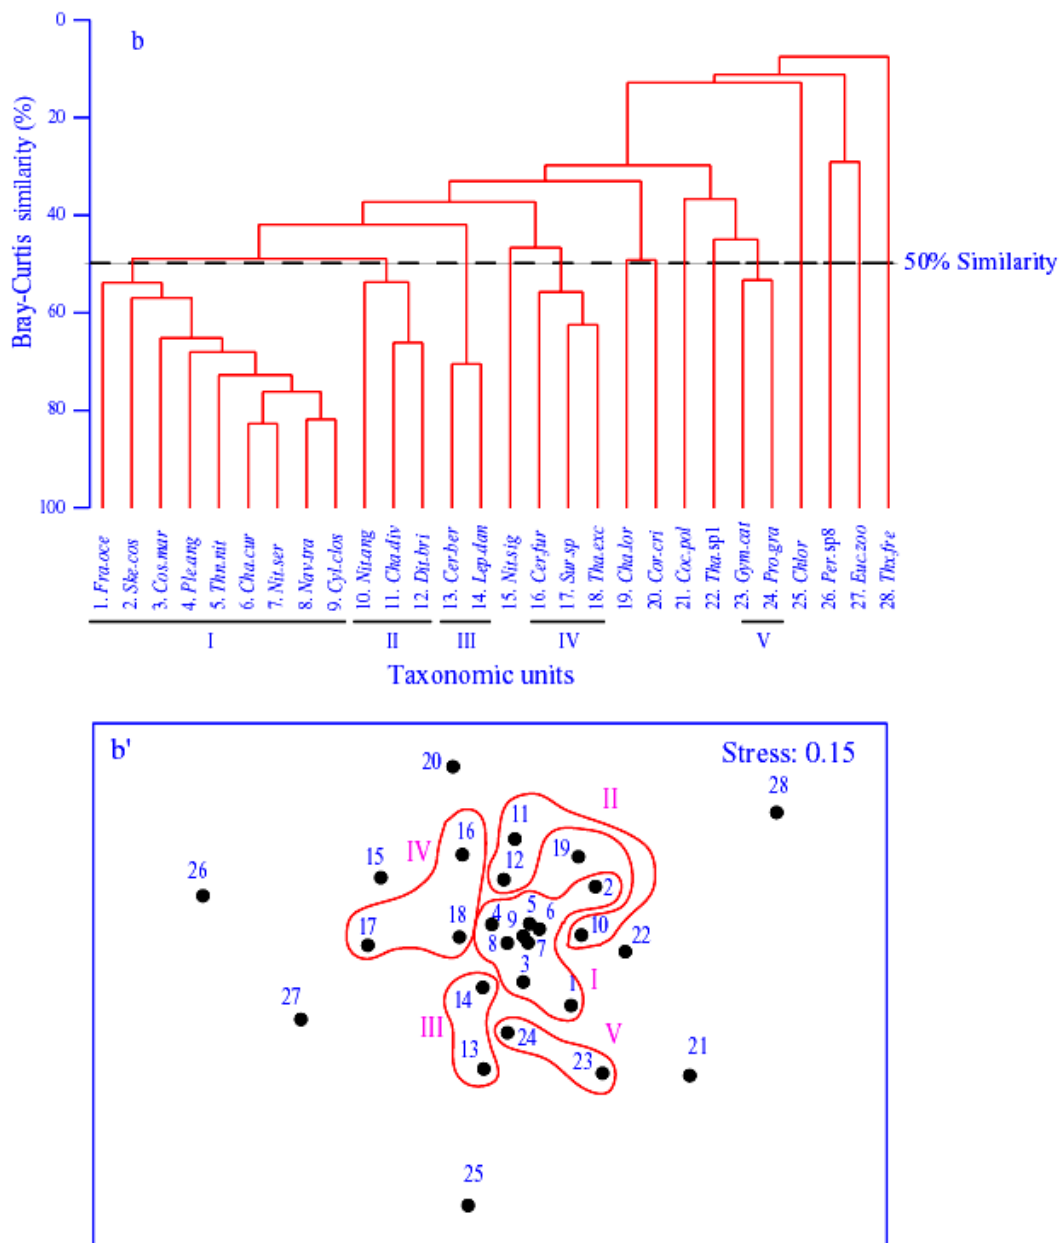 b
Bray-Curtis similarity (%)
0
20
40
60
80
100
50% Similarity
1. Fra.oce
2. Ske.cos
3. Cos.mar
4. Ple.ang
5. Thn.nit
6. Cha.cur
7. Nit.ser
8. Nav.tra
9. Cyl.clos
10. Nit.ang
11. Cha.div
12. Dit.bri
13. Cer.ber
14. Lep.dan
15. Nit.sig
16. Cer.fur
17. Sur.sp
18. Tha.exc
19. Cha.lor
20. Cor.cri
21. Coc.pol
22. Tha.sp1
23. Gym.cat
24. Pro.gra
25. Chlor
26. Per.sp8
27. Euc.zoo
28. Thx.fre
I II III IV V
Taxonomic units
b' Stress: 0.15
20
28
II
11
16
IV
19
15
12
26
2
4 5 6
9
18
10
17
8 7
22
3
I
14
1
27
III
24 V
13
23
21
25